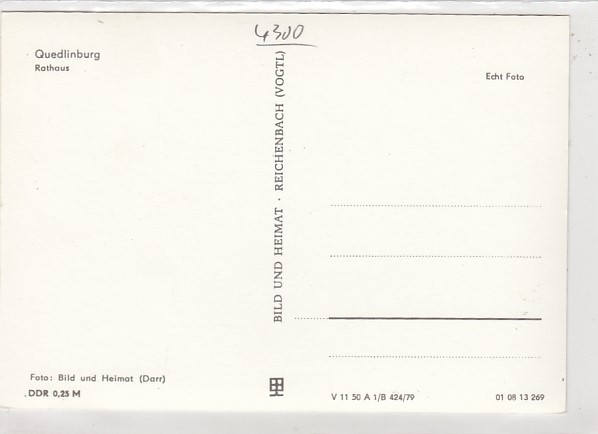 4300
Quedlinburg
Rathaus
Echt Foto
BILD UND HEIMAT · REICHENBACH (VOGTL)
Foto: Bild und Heimat (Darr)
DDR 0,25 M
V 11 50 A 1/B 424/79
01 08 13 269